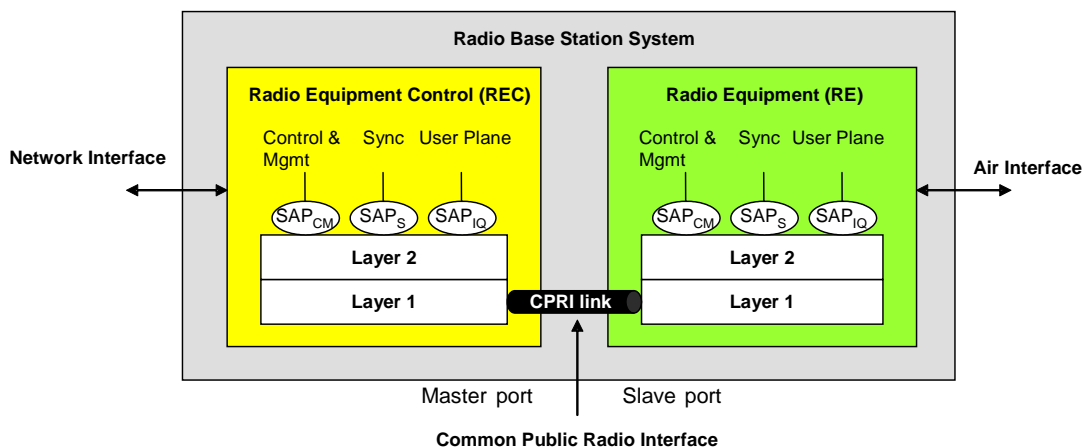 Radio Base Station System
Radio Equipment Control (REC)
Radio Equipment (RE)
Control &
Mgmt
Sync
User Plane
Control &
Mgmt
Sync
User Plane
Network Interface
Air Interface
SAPCM
SAPS
SAPIQ
SAPCM
SAPS
SAPIQ
Layer 2
Layer 2
Layer 1
CPRI link
Layer 1
Master port
Slave port
Common Public Radio Interface